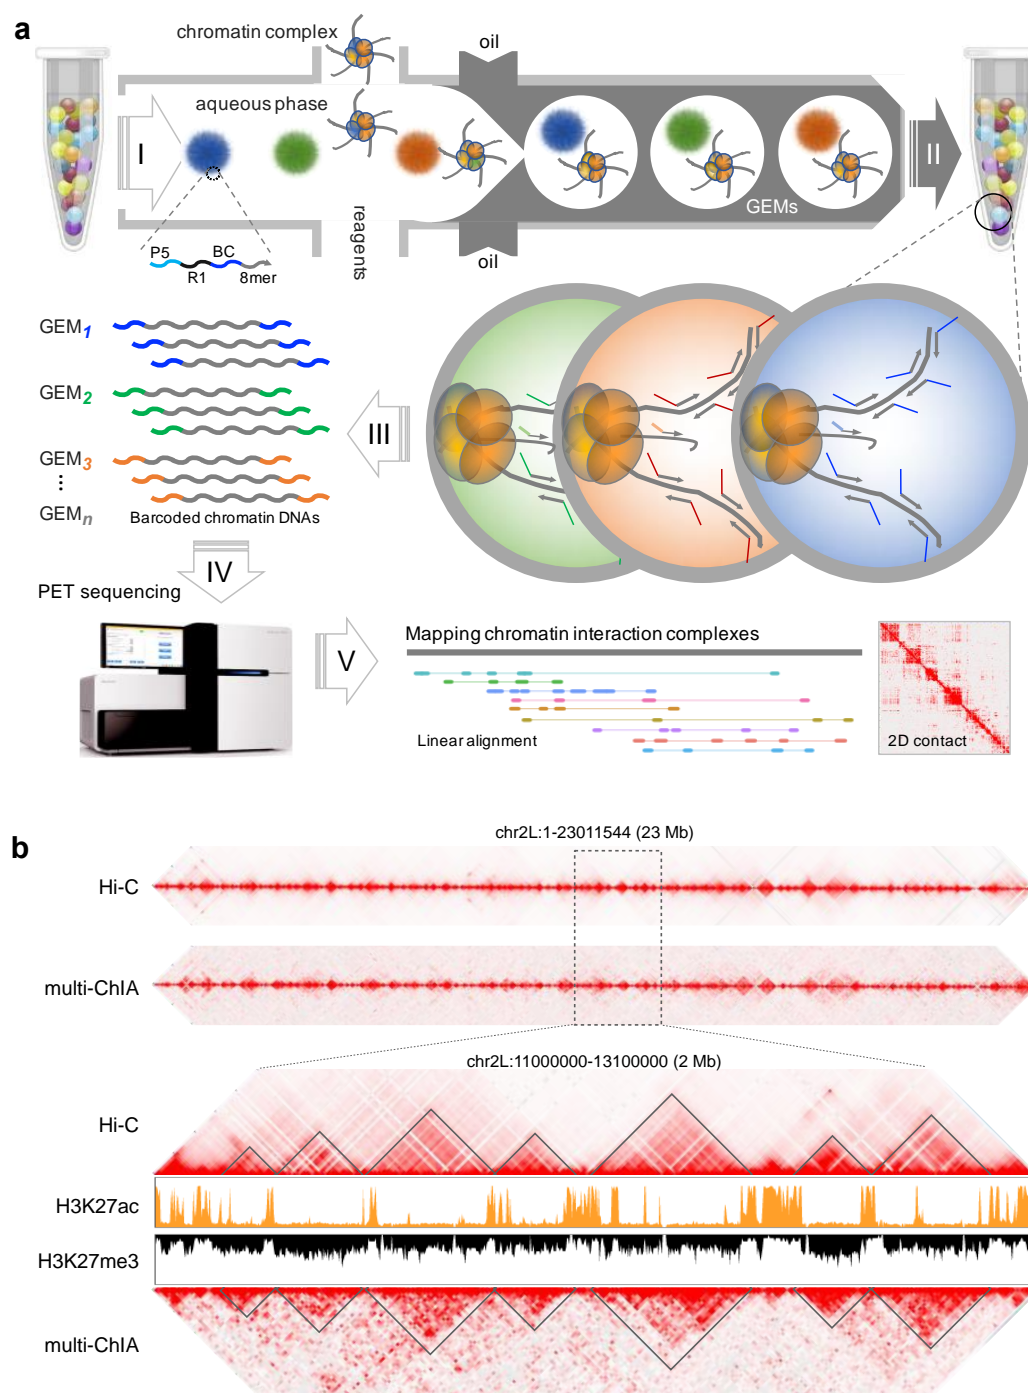 a
chromatin complex
oil
aqueous phase
I
II
GEMs
reagents
oil
P5
BC
R1
8mer
GEM1
GEM2
GEM3
GEMn
Barcoded chromatin DNAs
III
IV
PET sequencing
V
Mapping chromatin interaction complexes
Linear alignment
2D contact
b
chr2L:1-23011544 (23 Mb)
Hi-C
multi-ChIA
chr2L:11000000-13100000 (2 Mb)
Hi-C
H3K27ac
H3K27me3
multi-ChIA